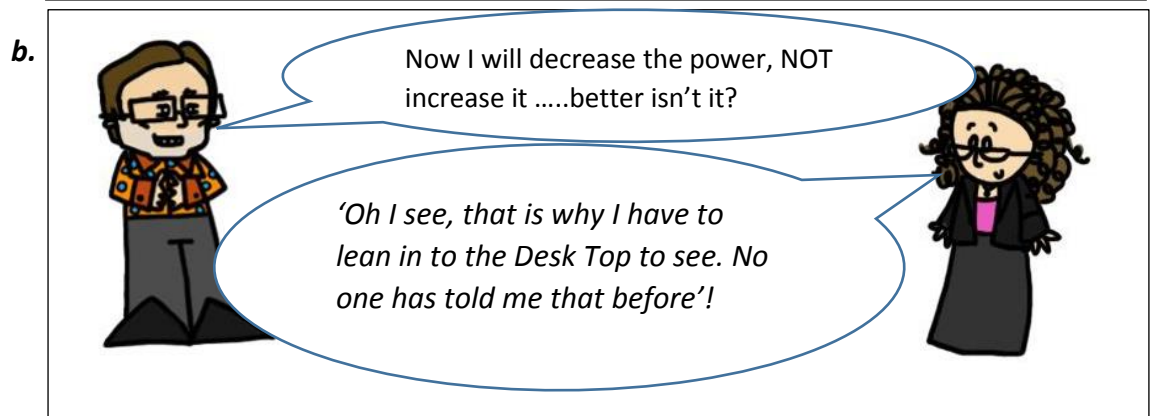 b.
Now I will decrease the power, NOT
increase it …..better isn’t it?
‘Oh I see, that is why I have to
lean in to the Desk Top to see. No
one has told me that before’!